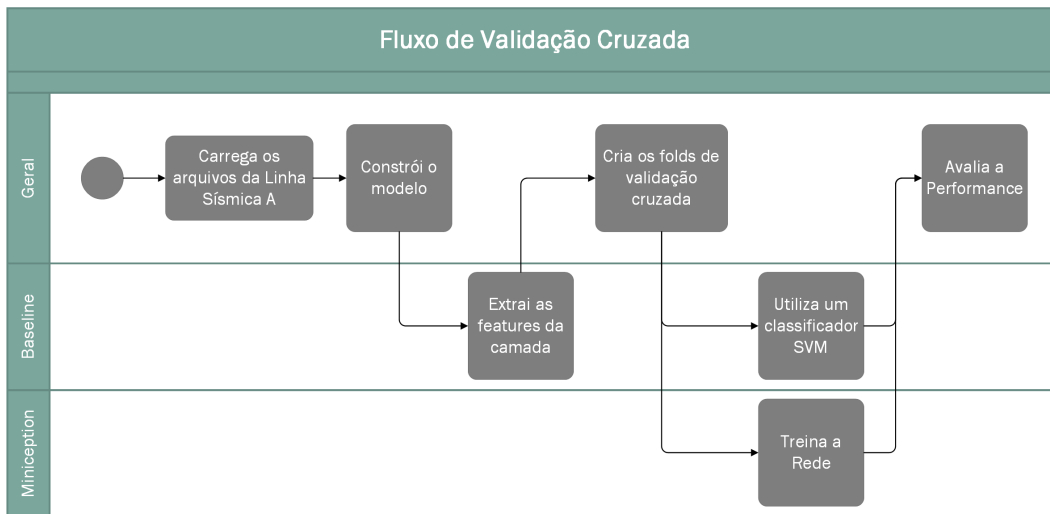 Fluxo de Validação Cruzada
Geral
Carrega os
arquivos da Linha
Sísmica A
Constrói o
modelo
Cria os folds de
validação
cruzada
Avalia a
Performance
Baseline
Extrai as
features da
camada
Utiliza um
classificador
SVM
Miniception
Treina a
Rede